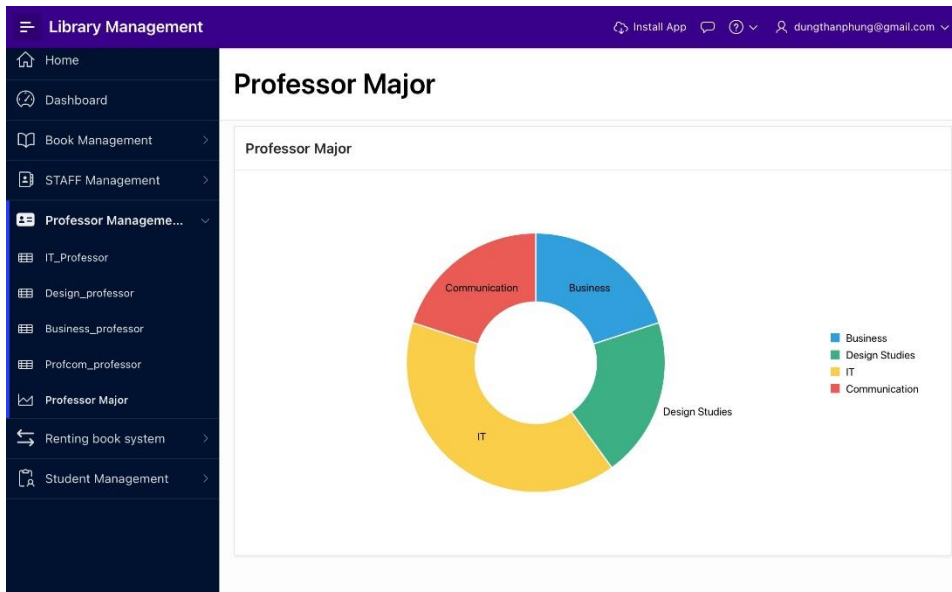 Library Management
Install App
dungthanphung@gmail.com
Home
Dashboard
Book Management
STAFF Management
Professor Manageme...
IT_Professor
Design_professor
Business_professor
Profcom_professor
Professor Major
Renting book system
Student Management
Professor Major
Professor Major
Communication
Business
Design Studies
IT
Business
Design Studies
IT
Communication